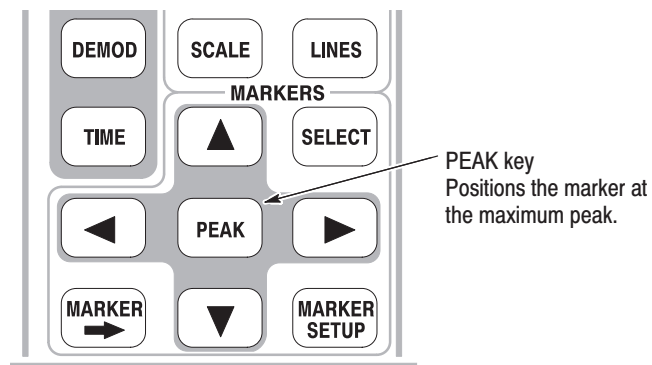 DEMOD
SCALE
LINES
MARKERS
TIME
SELECT
PEAK key
Positions the marker at
the maximum peak.
PEAK
MARKER
MARKER
SETUP